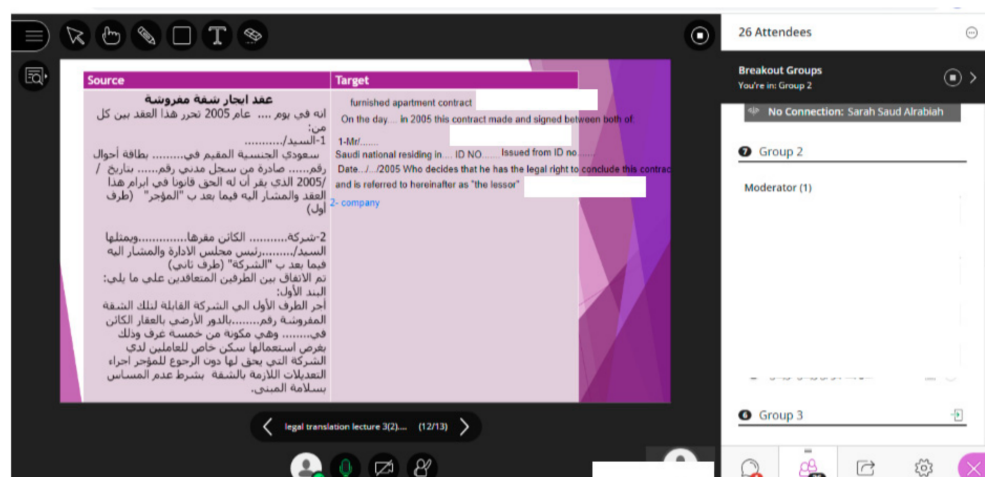 26 Attendees
Breakout Groups
You're in: Group 2
No Connection: Sarah Saud Alrabiah
7 Group 2
Moderator (1)
6 Group 3
Source
عقد ايجار شقة مفروشة
انه في يوم .... عام 2005 تحرر هذا العقد بين كل
من:
1-السيد/...........
سعودي الجنسية المقيم في......... بطاقة أحوال
رقم...... صادرة من سجل مدني رقم...... بتاريخ /
/2005 الذي يقر أن له الحق قانونا في ابرام هذا
العقد والمشار اليه فيما بعد ب "المؤجر" (طرف
أول)
2-شركة........... الكائن مقرها..............ويمثلها
السيد/..........رئيس مجلس الادارة والمشار اليه
فيما بعد ب "الشركة" (طرف ثاني)
تم الاتفاق بين الطرفين المتعاقدين على ما يلي:
البند الأول:
أجر الطرف الأول الى الشركة القابلة لتلك الشقة
المفروشة رقم........بالدور الأرضي بالعقار الكائن
في......... وهي مكونة من خمسة غرف وذلك
بغرض استعمالها سكن خاص للعاملين لدي
الشركة التي يحق لها دون الرجوع للمؤجر اجراء
التعديلات اللازمة بالشقة بشرط عدم المساس
بسلامة المبنى.
Target
furnished apartment contract
On the day.... in 2005 this contract made and signed between both of:
1-Mr/.......
Saudi national residing in.... ID NO...... Issued from ID no......
Date.../.../2005 Who decides that he has the legal right to conclude this contrac
and is referred to hereinafter as "the lessor"
2- company
legal translation lecture 3(2).... (12/13)